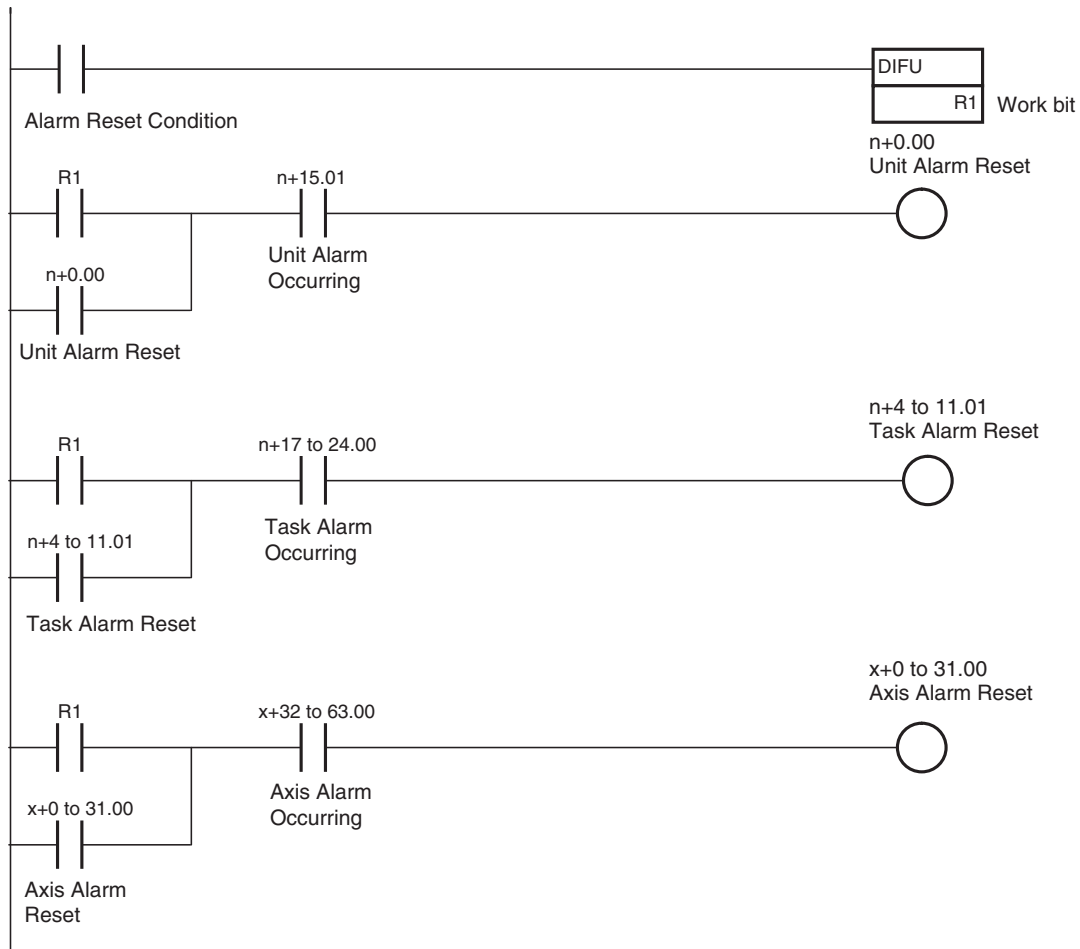 DIFU
R1 Work bit
Alarm Reset Condition
n+0.00
Unit Alarm Reset
R1
n+15.01
Unit Alarm
Occurring
n+0.00
Unit Alarm Reset
n+4 to 11.01
Task Alarm Reset
R1
n+17 to 24.00
Task Alarm
Occurring
n+4 to 11.01
Task Alarm Reset
x+0 to 31.00
Axis Alarm Reset
R1
x+32 to 63.00
Axis Alarm
Occurring
x+0 to 31.00
Axis Alarm
Reset